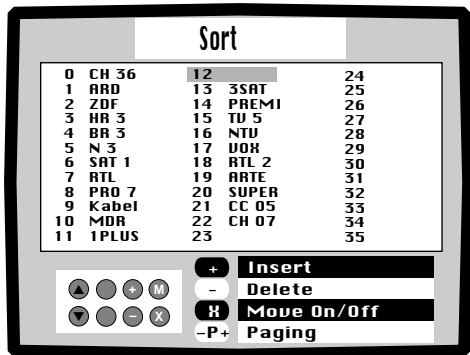 Sort
0 CH 36
1 ARD
2 ZDF
3 HR 3
4 BR 3
5 N 3
6 SAT 1
7 RTL
8 PRO 7
9 Kabel
10 MDR
11 1PLUS
12
13 3SAT
14 PREMI
15 TV 5
16 NTV
17 VOX
18 RTL 2
19 ARTE
20 SUPER
21 CC 05
22 CH 07
23
24
25
26
27
28
29
30
31
32
33
34
35
+ Insert
- Delete
X Move On/Off
-P+ Paging
+ M
- X